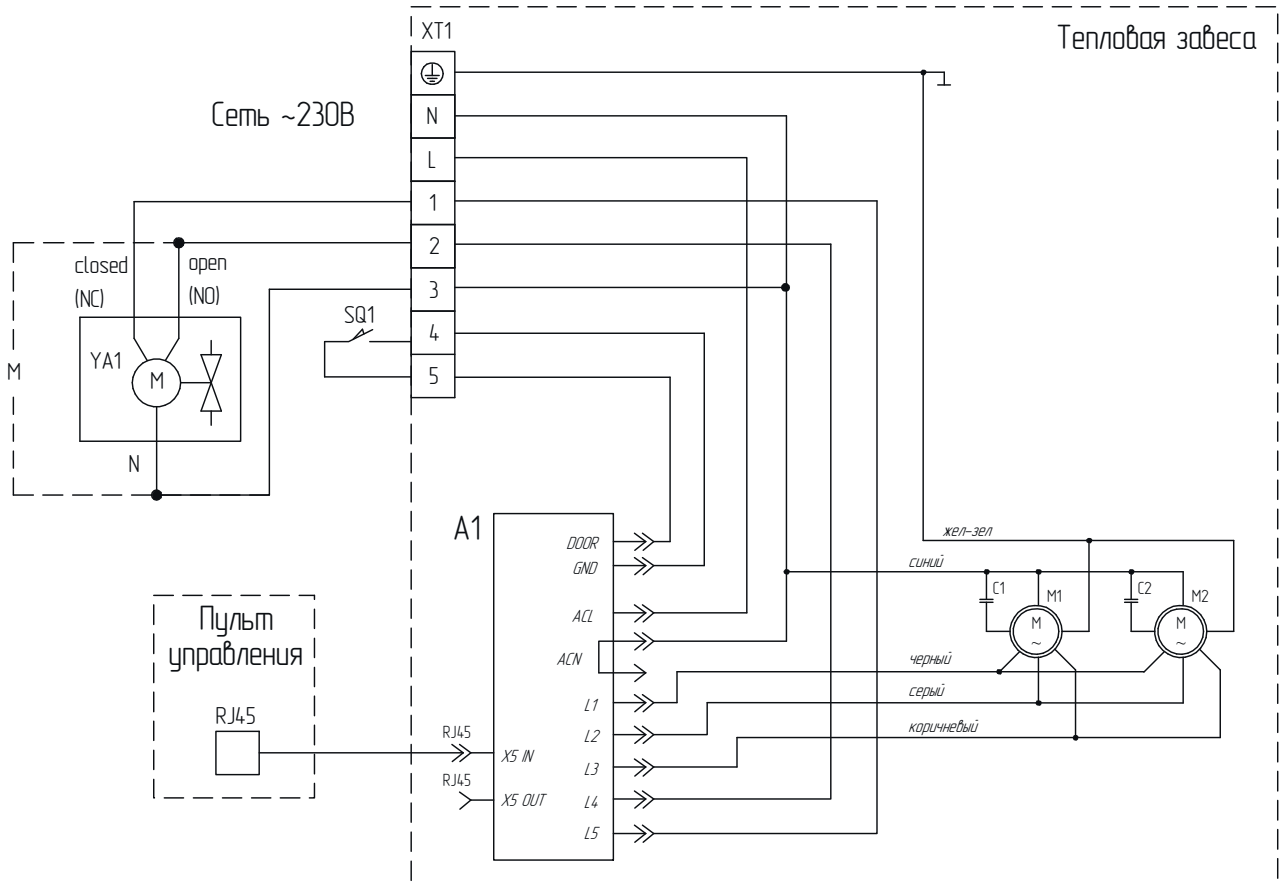 XT1
Тепловая завеса
Сеть ~230В
N
L
1
2
3
4
5
closed
(NC)
open
(NO)
SQ1
YA1
M
M
N
A1
DOOR
GND
ACL
ACN
L1
L2
L3
L4
L5
X5 IN
X5 OUT
RJ45
RJ45
Пульт
управления
RJ45
жел-зел
синий
C1
M1
C2
M2
M
~
M
~
черный
серый
коричневый